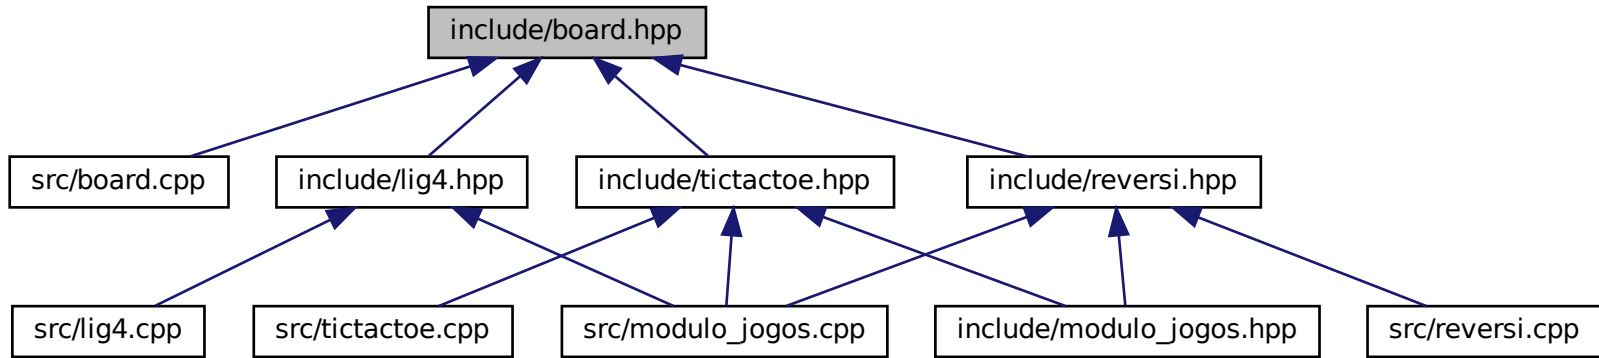 include/board.hpp
src/board.cpp
include/lig4.hpp
include/tictactoe.hpp
include/reversi.hpp
src/lig4.cpp
src/tictactoe.cpp
src/modulo_jogos.cpp
include/modulo_jogos.hpp
src/reversi.cpp